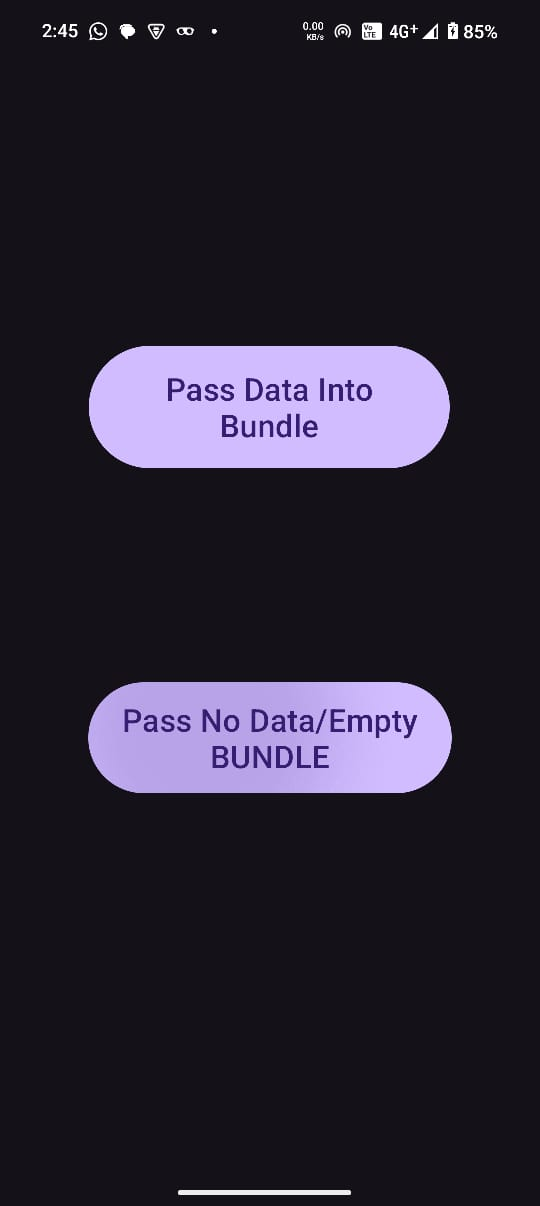 2:45 0.00 KB/s Vo LTE 4G+ 85%
Pass Data Into
Bundle
Pass No Data/Empty
BUNDLE